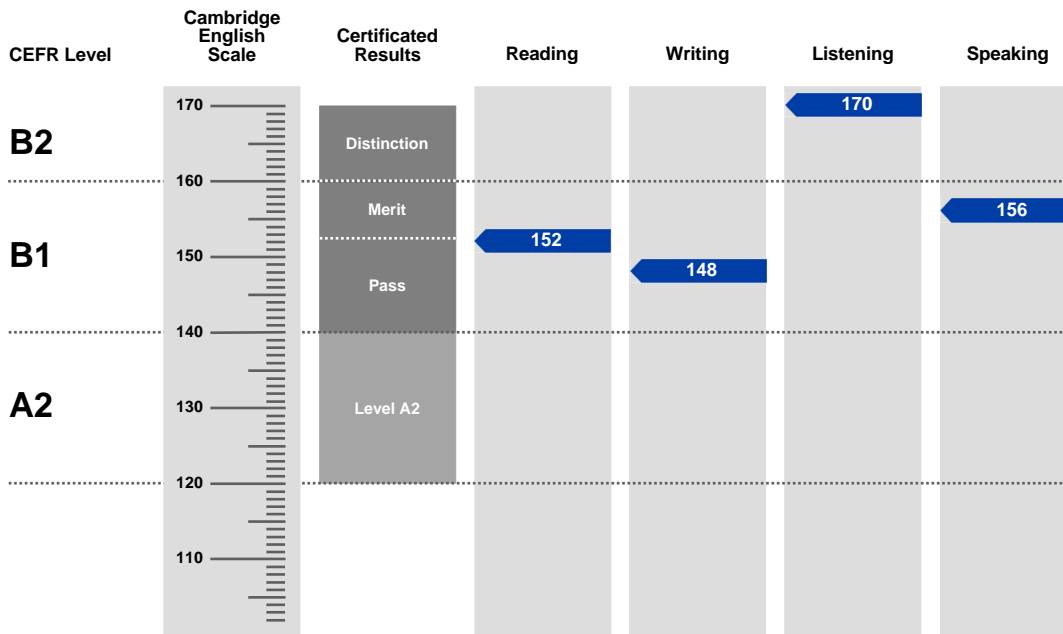 CEFR Level
Cambridge
English
Scale
Certificated
Results
Reading
Writing
Listening
Speaking
170
170
B2
Distinction
160
Merit
156
152
B1
150
148
Pass
140
A2
130
Level A2
120
110